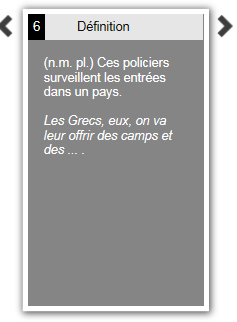 6 Définition
(n.m. pl.) Ces policiers
surveillent les entrées
dans un pays.
Les Grecs, eux, on va
leur offrir des camps et
des ... .